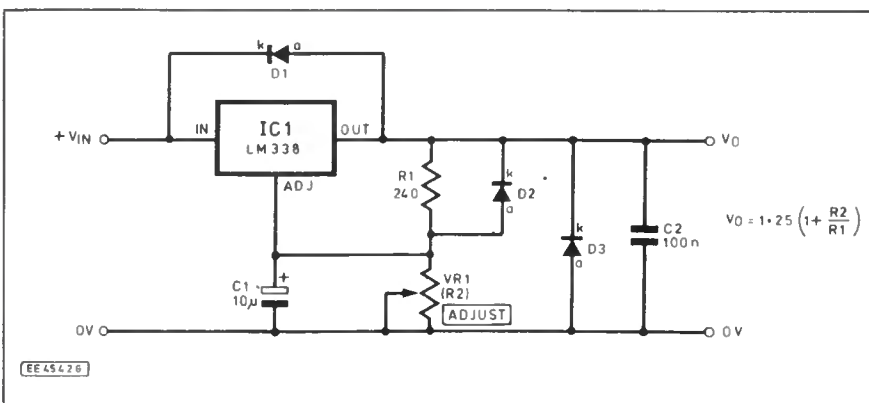 k a
D1
+ VIN
IN
IC1
LM338
OUT
ADJ
VO
R1
240
k
D2
a
k
D3
a
C2
100n
VO = 1·25 (1 + R2/R1)
C1
+
10µ
VR1
(R2)
ADJUST
0V
0V
EE4542G